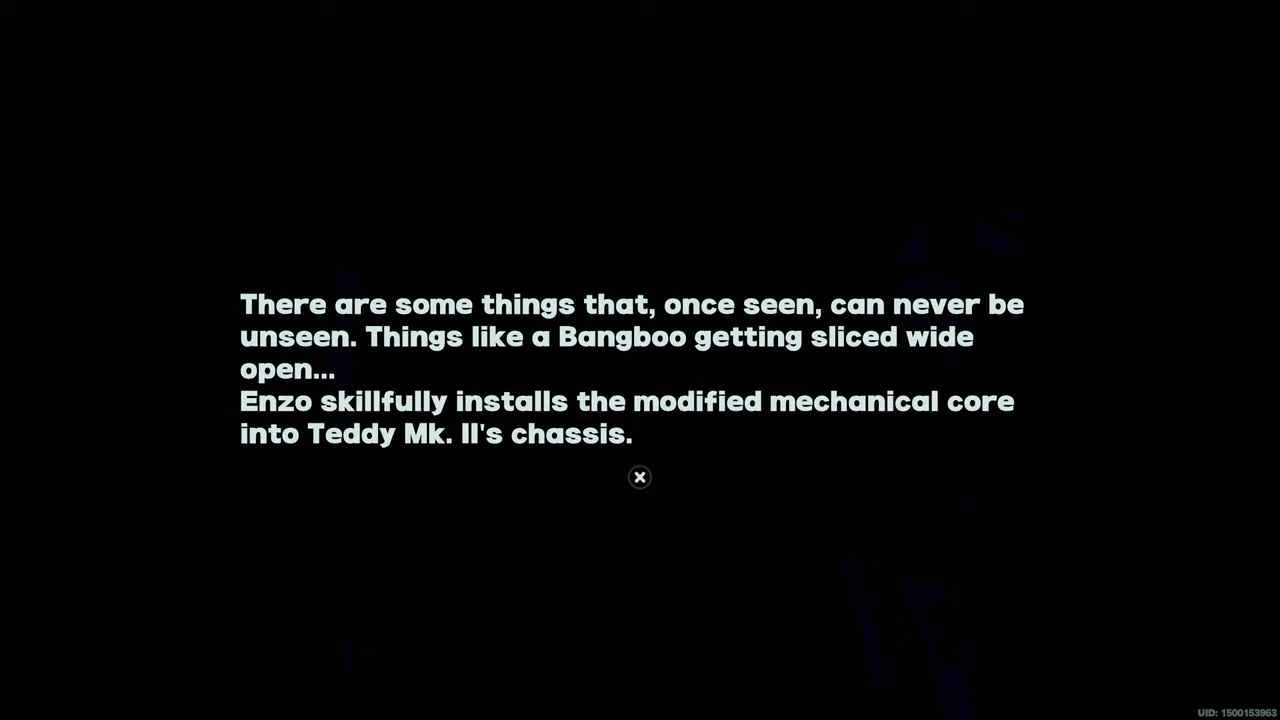 There are some things that, once seen, can never be
unseen. Things like a Bangboo getting sliced wide
open...
Enzo skillfully installs the modified mechanical core
into Teddy Mk. II's chassis.
UID: 1500153963